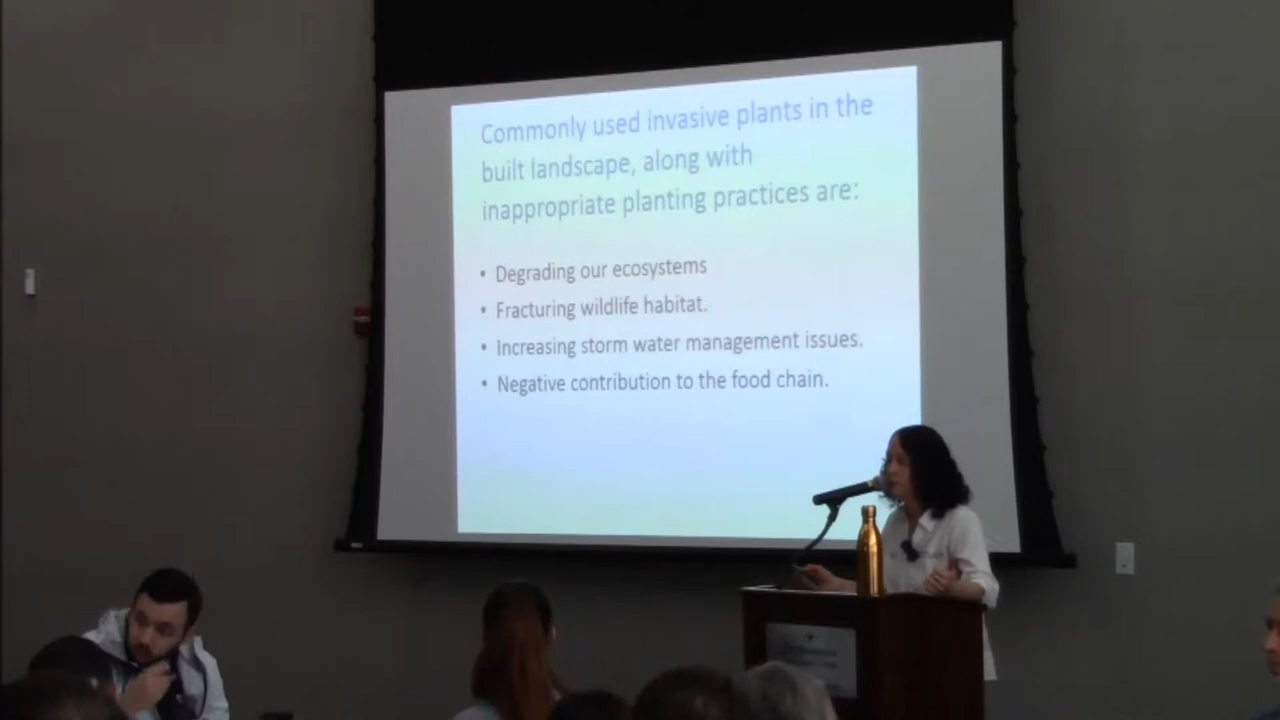 Commonly used invasive plants in the
built landscape, along with
inappropriate planting practices are:
• Degrading our ecosystems
• Fracturing wildlife habitat.
• Increasing storm water management issues.
• Negative contribution to the food chain.